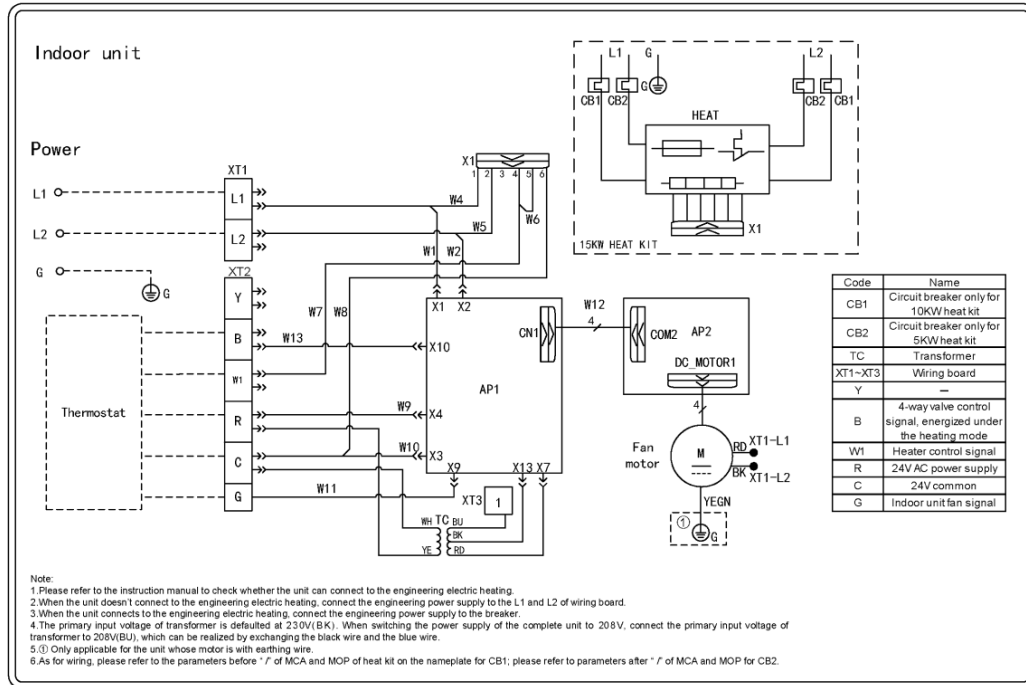 Indoor unit
L1 G L2
CB1 CB2 G CB2 CB1
HEAT
X1
15KW HEAT KIT
Power
XT1
X1
1 2 3 4 5 6
L1 L1 W4
W6
L2 L2 W5
W1 W2
G XT2
G
Y W7 W8 X1 X2
W12
CN1 4 COM2 AP2
B W13 X10
DC_MOTOR1
W1 AP1
4
Thermostat
R W9 X4
Fan
motor
M RD XT1-L1
BK XT1-L2
C W10 X3
X9 X13 X7
YEGN
G W11
XT3 1
① G
WH TC BU
BK
YE RD
Code Name
CB1 Circuit breaker only for
10KW heat kit
CB2 Circuit breaker only for
5KW heat kit
TC Transformer
XT1~XT3 Wiring board
Y —
B 4-way valve control
signal, energized under
the heating mode
W1 Heater control signal
R 24V AC power supply
C 24V common
G Indoor unit fan signal
Note:
1.Please refer to the instruction manual to check whether the unit can connect to the engineering electric heating.
2.When the unit doesn't connect to the engineering electric heating, connect the engineering power supply to the L1 and L2 of wiring board.
3.When the unit connects to the engineering electric heating, connect the engineering power supply to the breaker.
4.The primary input voltage of transformer is defaulted at 230V(BK). When switching the power supply of the complete unit to 208V, connect the primary input voltage of
transformer to 208V(BU), which can be realized by exchanging the black wire and the blue wire.
5.① Only applicable for the unit whose motor is with earthing wire.
6.As for wiring, please refer to the parameters before " /" of MCA and MOP of heat kit on the nameplate for CB1; please refer to parameters after " /" of MCA and MOP for CB2.